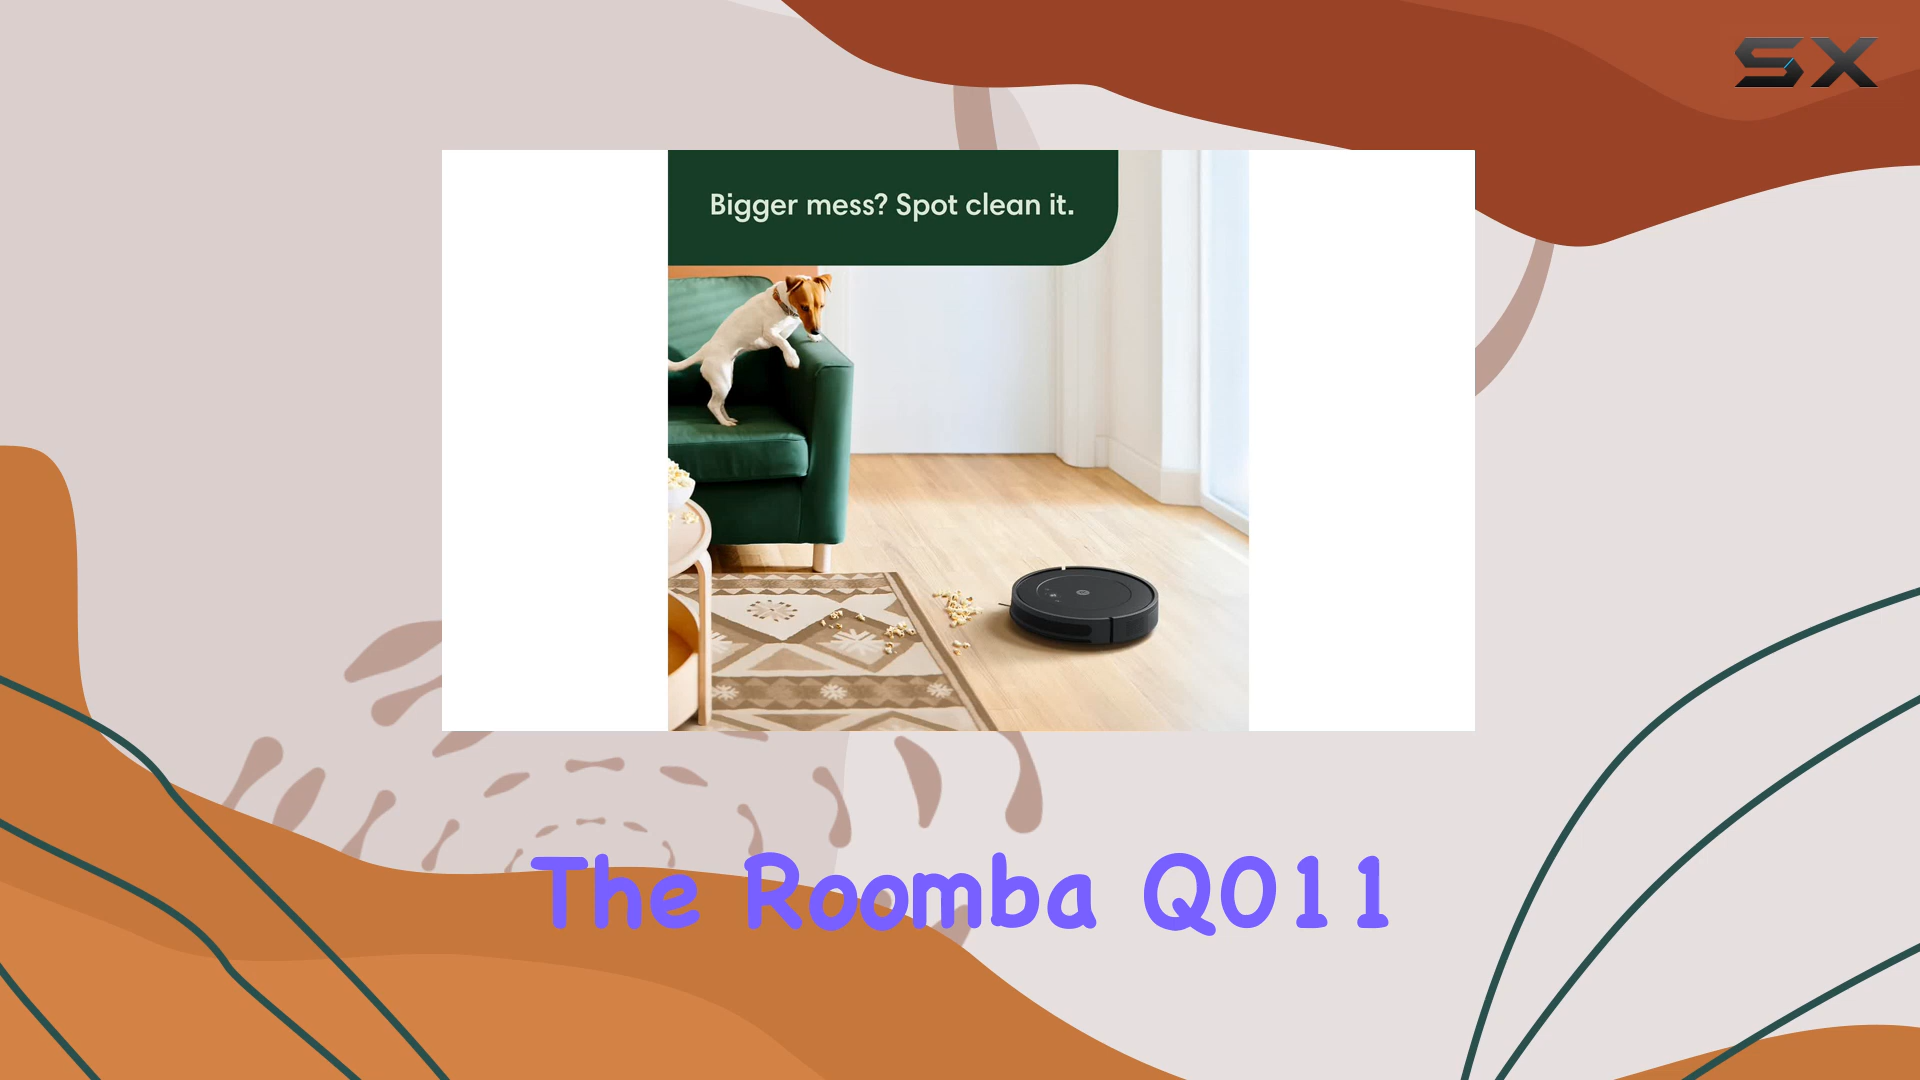 SX
Bigger mess? Spot clean it.
The Roomba Q011